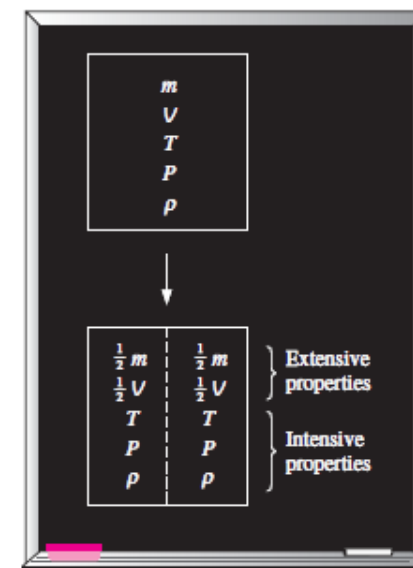 m
V
T
P
ρ
½ m ½ m
½ V ½ V
T T
P P
ρ ρ
Extensive
properties
Intensive
properties